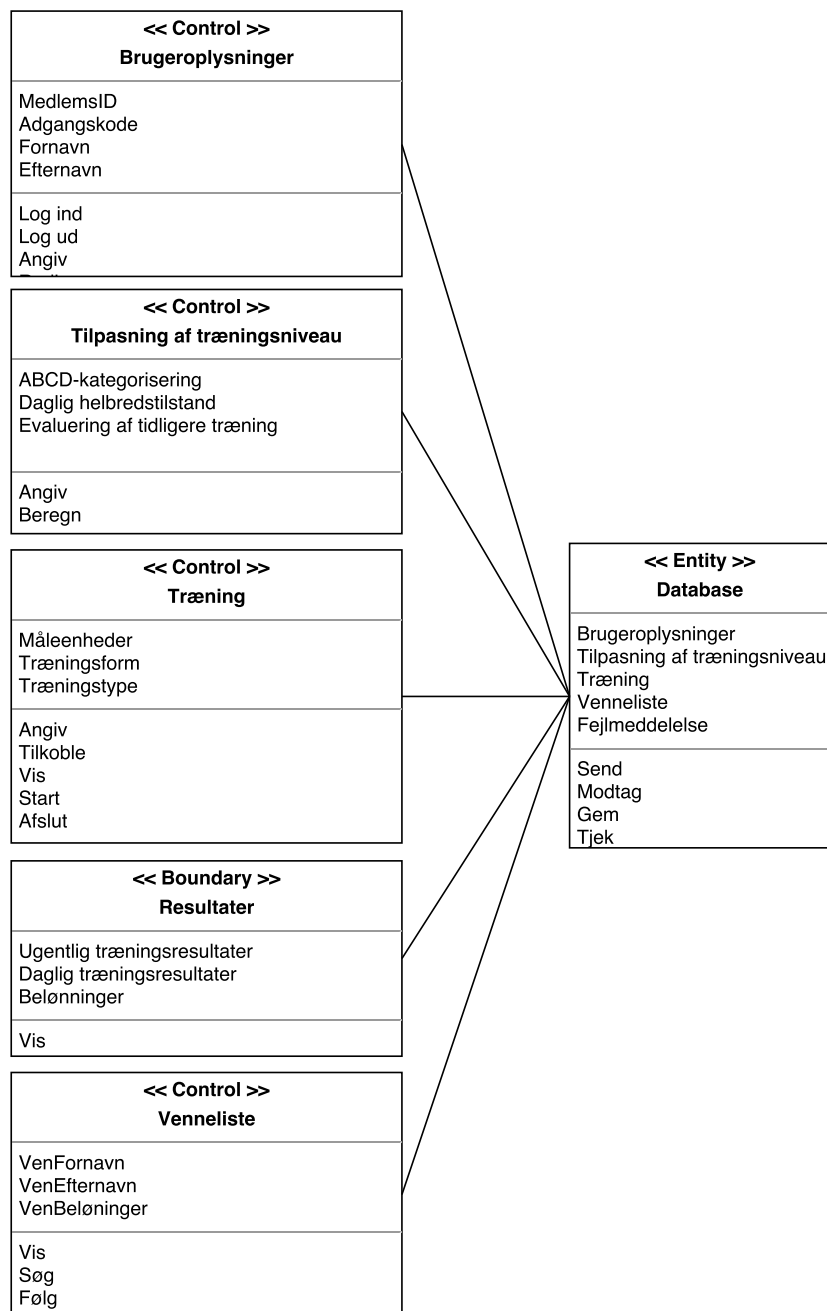 << Control >>
Brugeroplysninger
MedlemsID
Adgangskode
Fornavn
Efternavn
Log ind
Log ud
Angiv
<< Control >>
Tilpasning af træningsniveau
ABCD-kategorisering
Daglig helbredstilstand
Evaluering af tidligere træning
Angiv
Beregn
<< Control >>
Træning
Måleenheder
Træningsform
Træningstype
Angiv
Tilkoble
Vis
Start
Afslut
<< Boundary >>
Resultater
Ugentlig træningsresultater
Daglig træningsresultater
Belønninger
Vis
<< Control >>
Venneliste
VenFornavn
VenEfternavn
VenBeløninger
Vis
Søg
Følg
<< Entity >>
Database
Brugeroplysninger
Tilpasning af træningsniveau
Træning
Venneliste
Fejlmeddelelse
Send
Modtag
Gem
Tjek